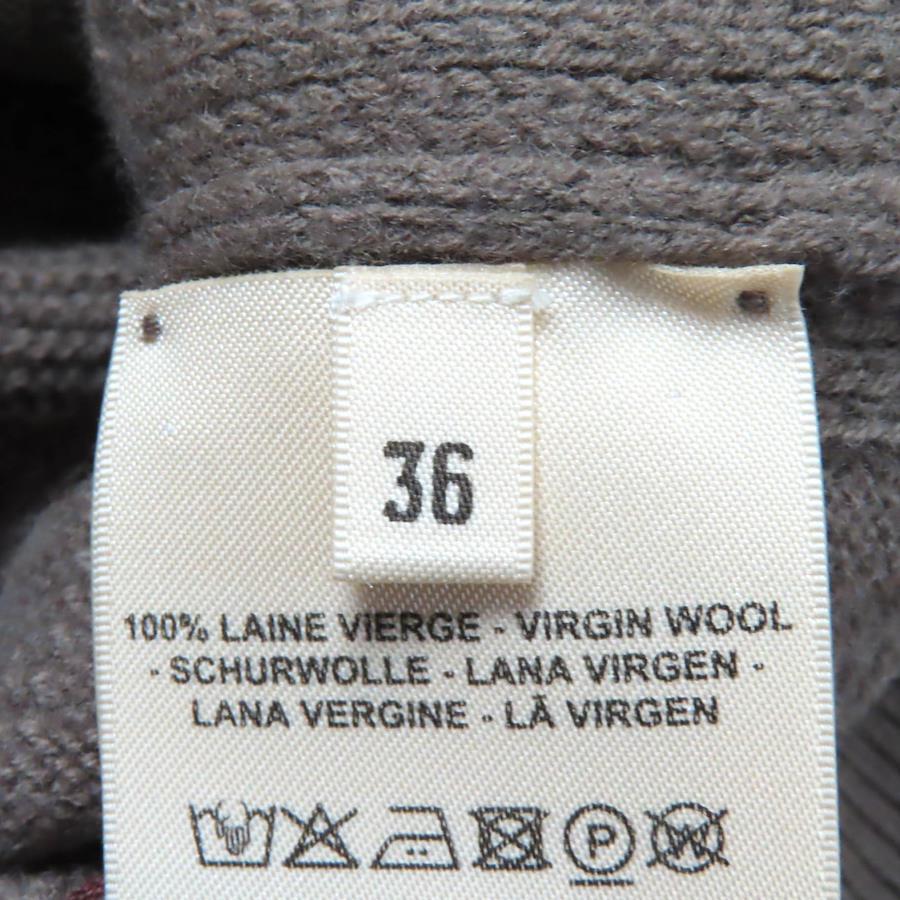 36
100% LAINE VIERGE - VIRGIN WOOL
- SCHURWOLLE - LANA VIRGEN -
LANA VERGINE - LÃ VIRGEN
P
W